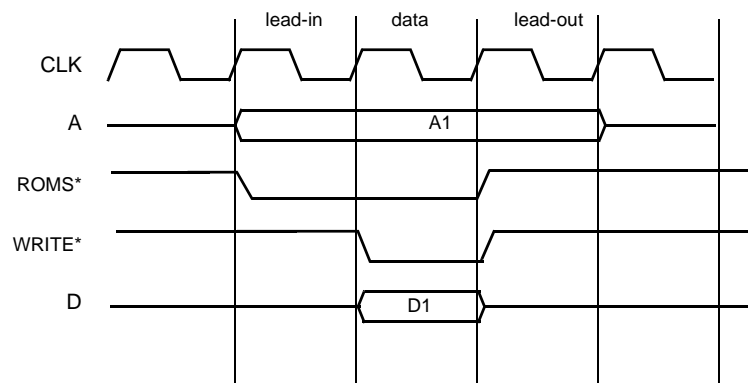 lead-in data lead-out
CLK
A A1
ROMS*
WRITE*
D D1